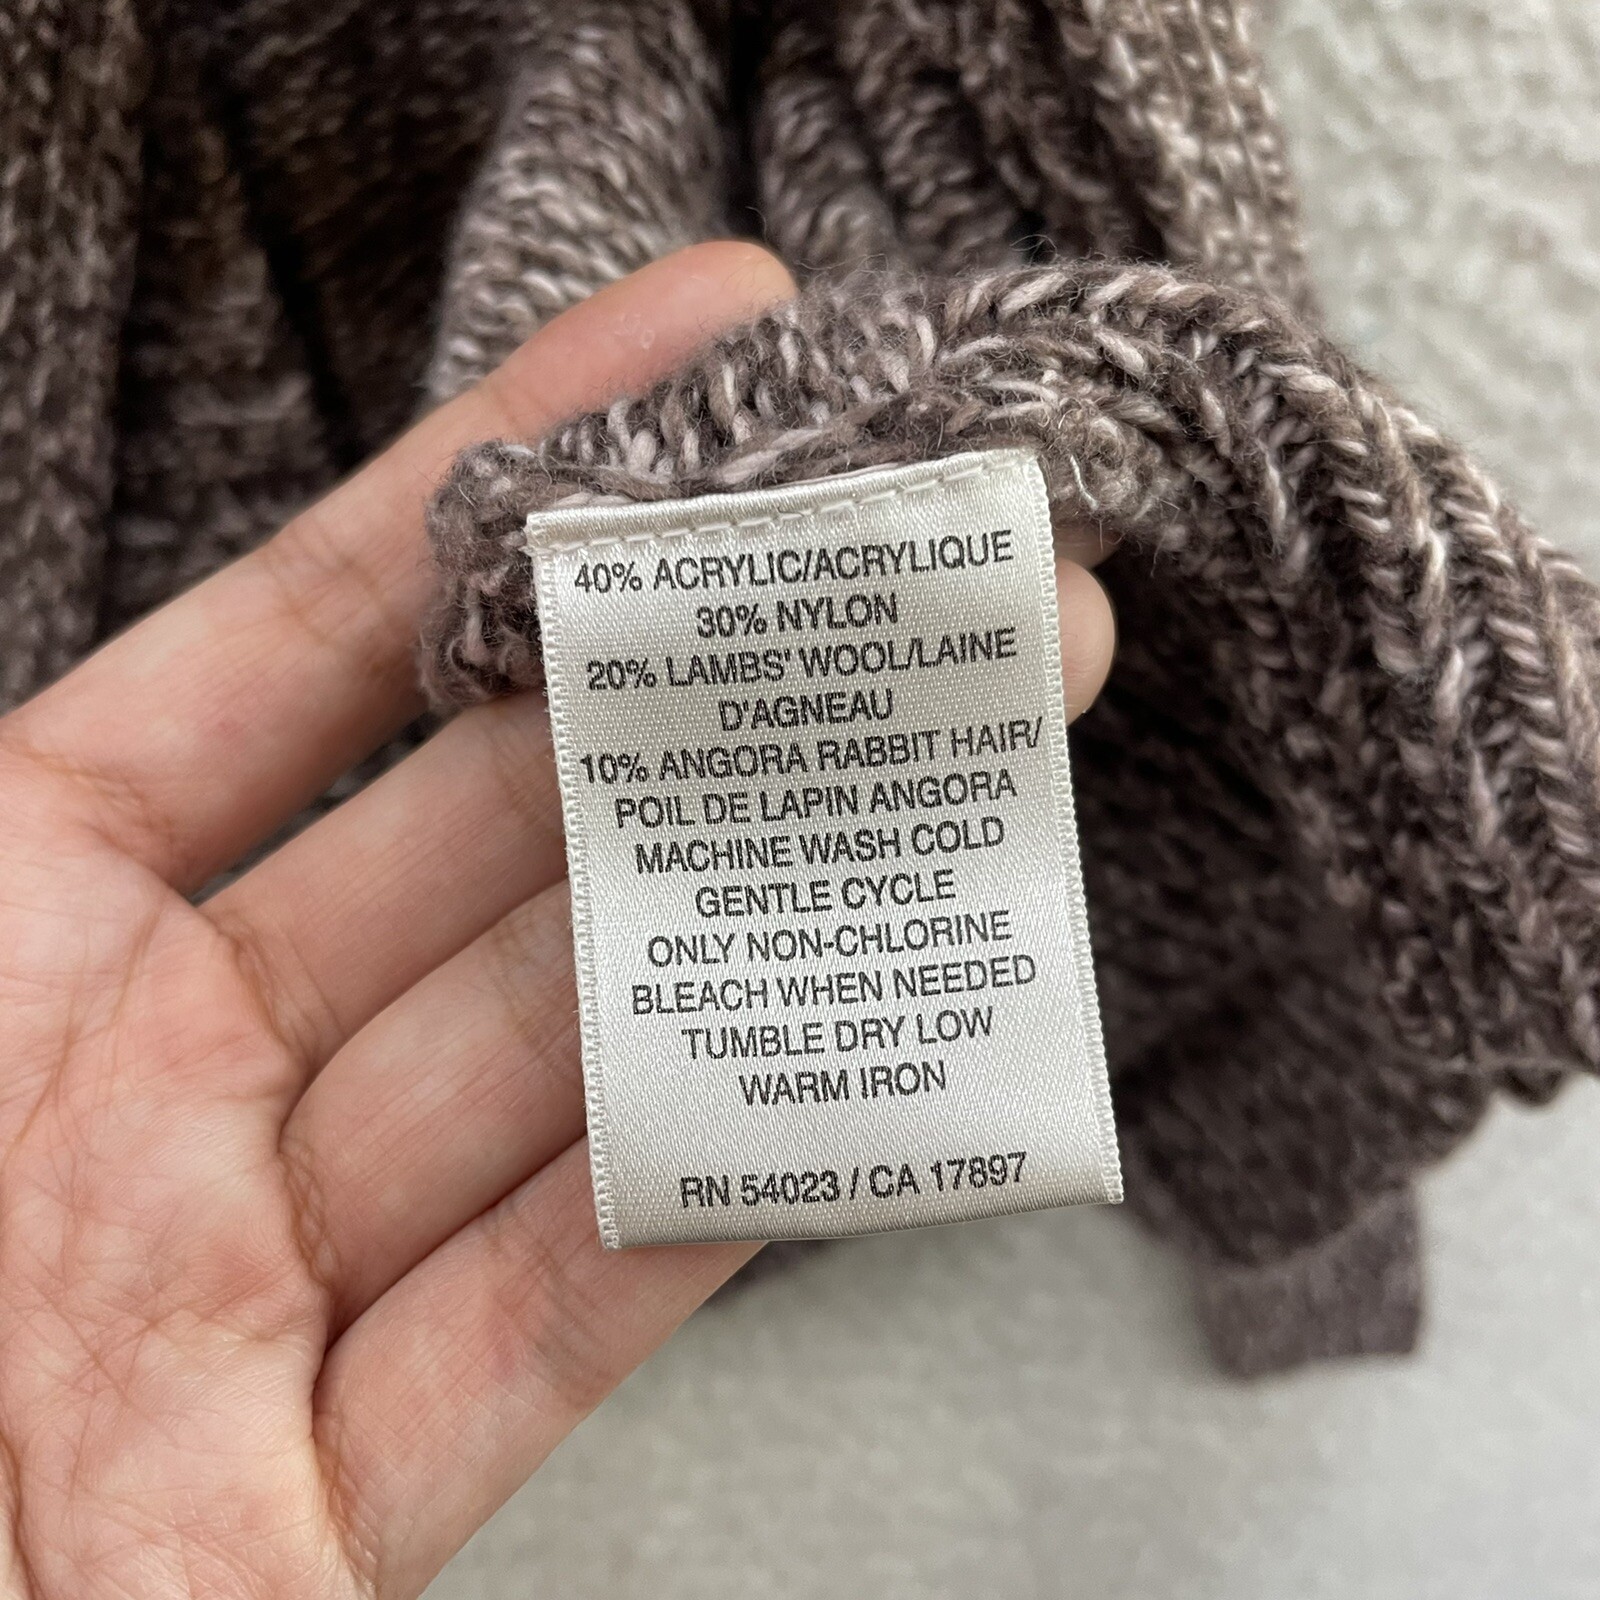 40% ACRYLIC/ACRYLIQUE
30% NYLON
20% LAMBS' WOOL/LAINE
D'AGNEAU
10% ANGORA RABBIT HAIR/
POIL DE LAPIN ANGORA
MACHINE WASH COLD
GENTLE CYCLE
ONLY NON-CHLORINE
BLEACH WHEN NEEDED
TUMBLE DRY LOW
WARM IRON
RN 54023 / CA 17897